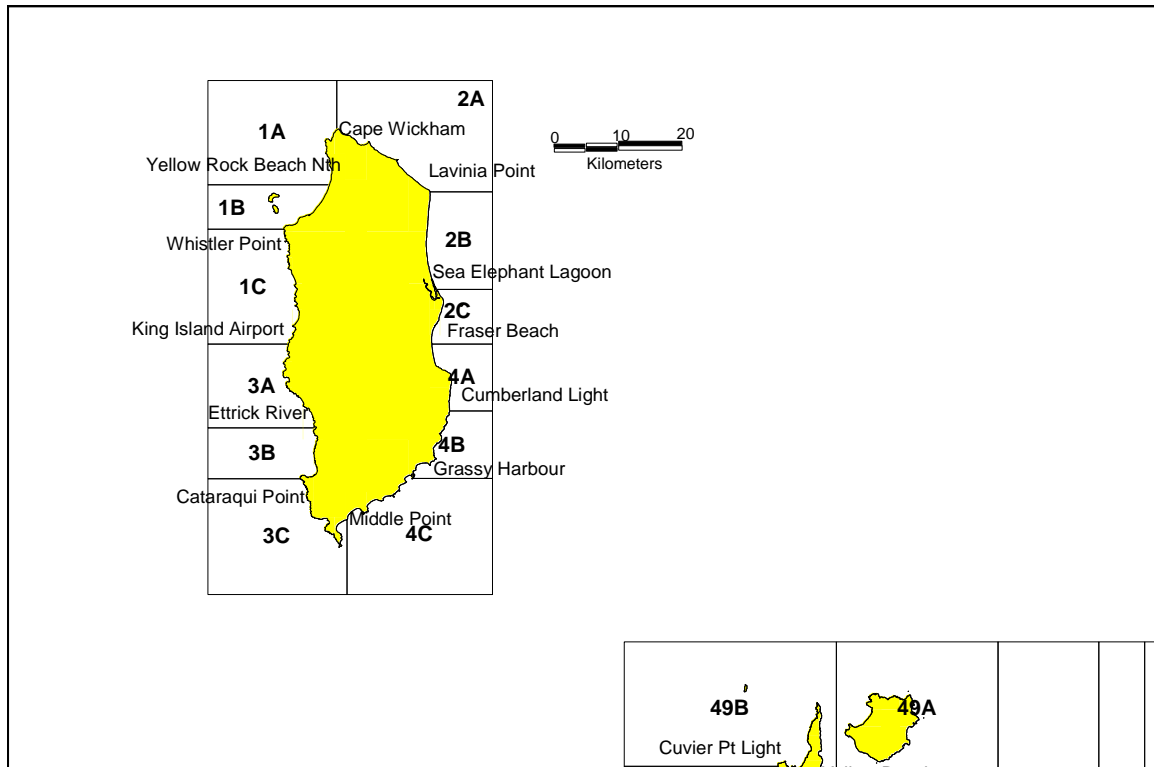 2A
1A
Cape Wickham
0 10 20
Kilometers
Yellow Rock Beach Nth
Lavinia Point
1B
Whistler Point
2B
Sea Elephant Lagoon
1C
2C
King Island Airport
Fraser Beach
4A
3A
Cumberland Light
Ettrick River
4B
3B
Grassy Harbour
Cataraqui Point
Middle Point
3C
4C
49B
49A
Cuvier Pt Light